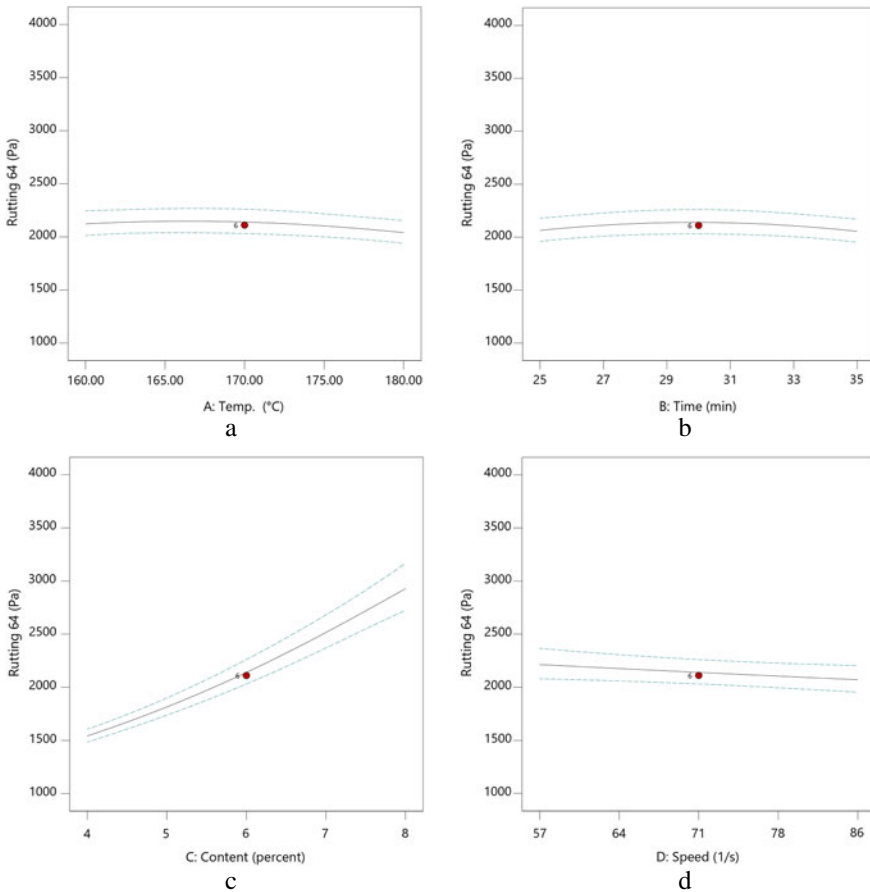 4000
3500
3000
2500
2000
1500
1000
Rutting 64 (Pa)
6
160.00 165.00 170.00 175.00 180.00
A: Temp. (°C)
a
4000
3500
3000
2500
2000
1500
1000
Rutting 64 (Pa)
6
25 27 29 31 33 35
B: Time (min)
b
4000
3500
3000
2500
2000
1500
1000
Rutting 64 (Pa)
6
4 5 6 7 8
C: Content (percent)
c
4000
3500
3000
2500
2000
1500
1000
Rutting 64 (Pa)
6
57 64 71 78 86
D: Speed (1/s)
d